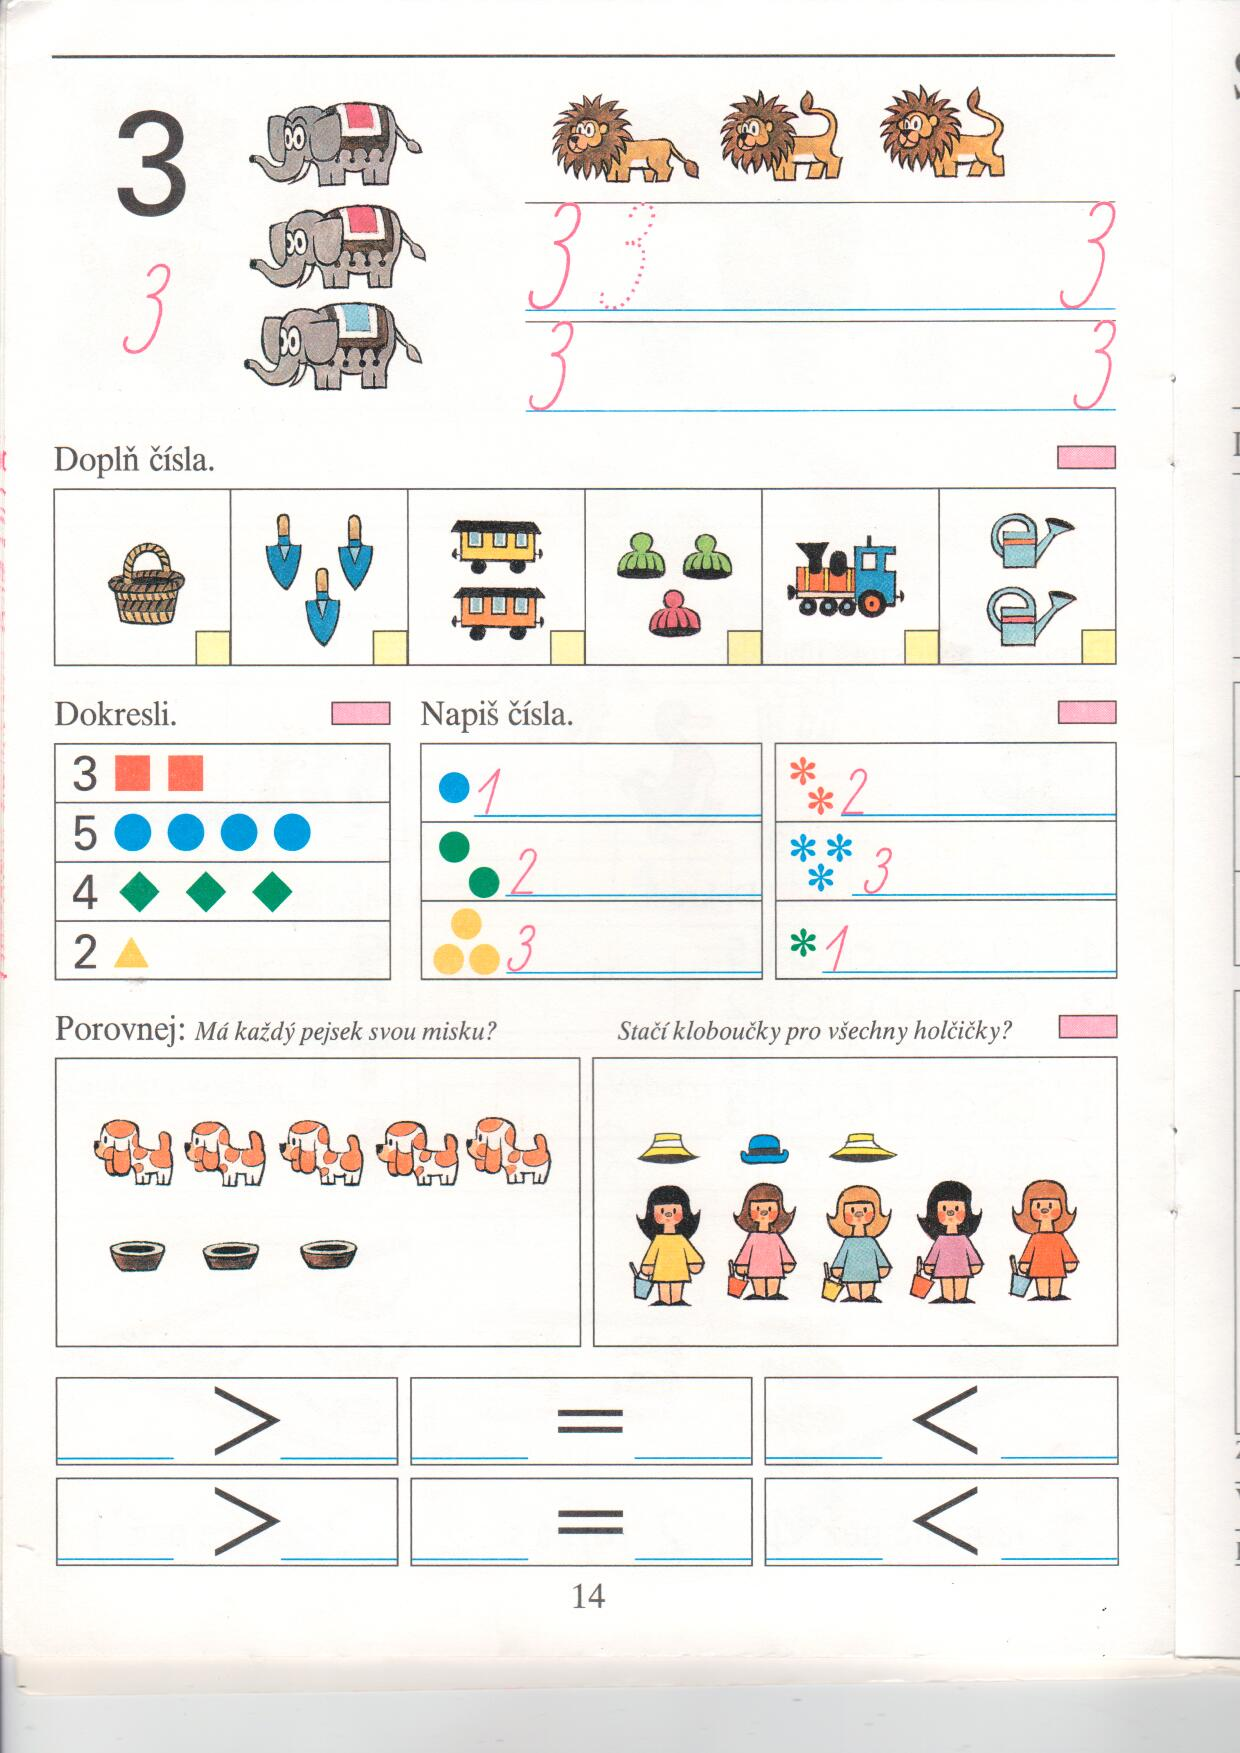 3
3
3 3 3
3 3
Doplň čísla.
Dokresli.
Napiš čísla.
3
5
4
2
1
2
3
2
3
1
Porovnej: Má každý pejsek svou misku?
Stačí kloboučky pro všechny holčičky?
> = <
> = <
14